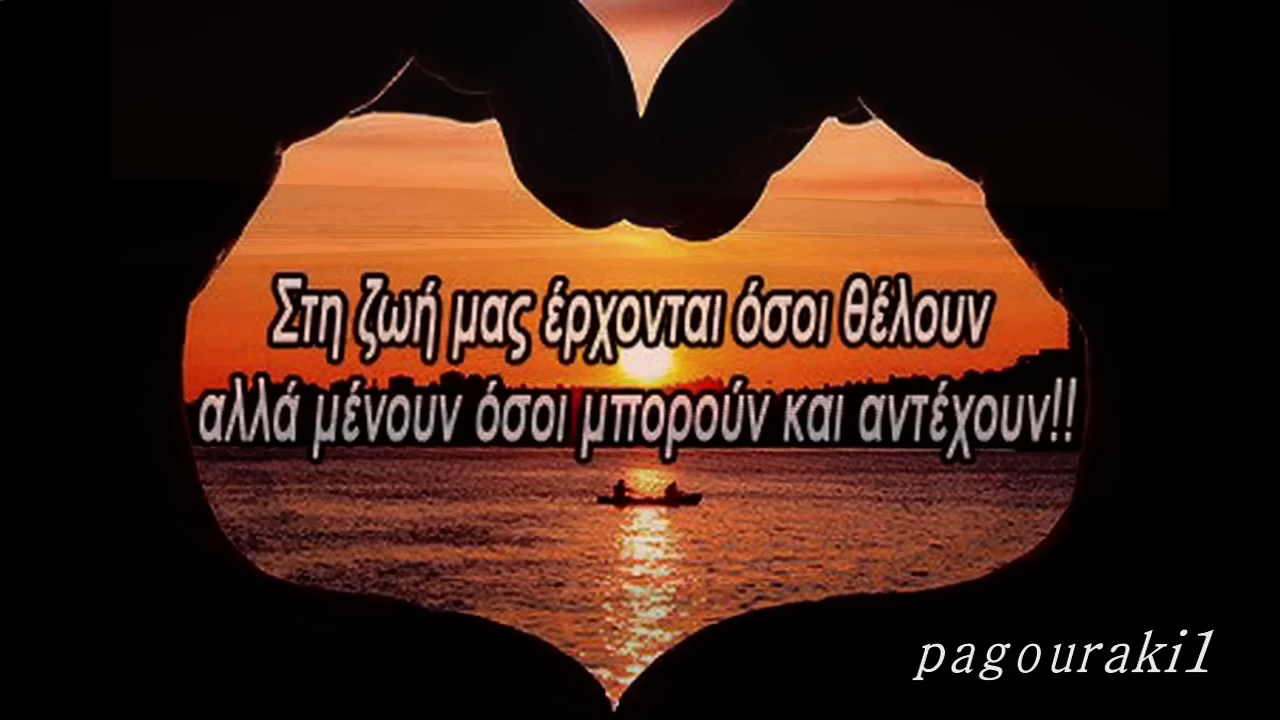 Στη ζωή μας έρχονται όσοι θέλουν
αλλά μένουν όσοι μπορούν και αντέχουν!!
pagouraki1